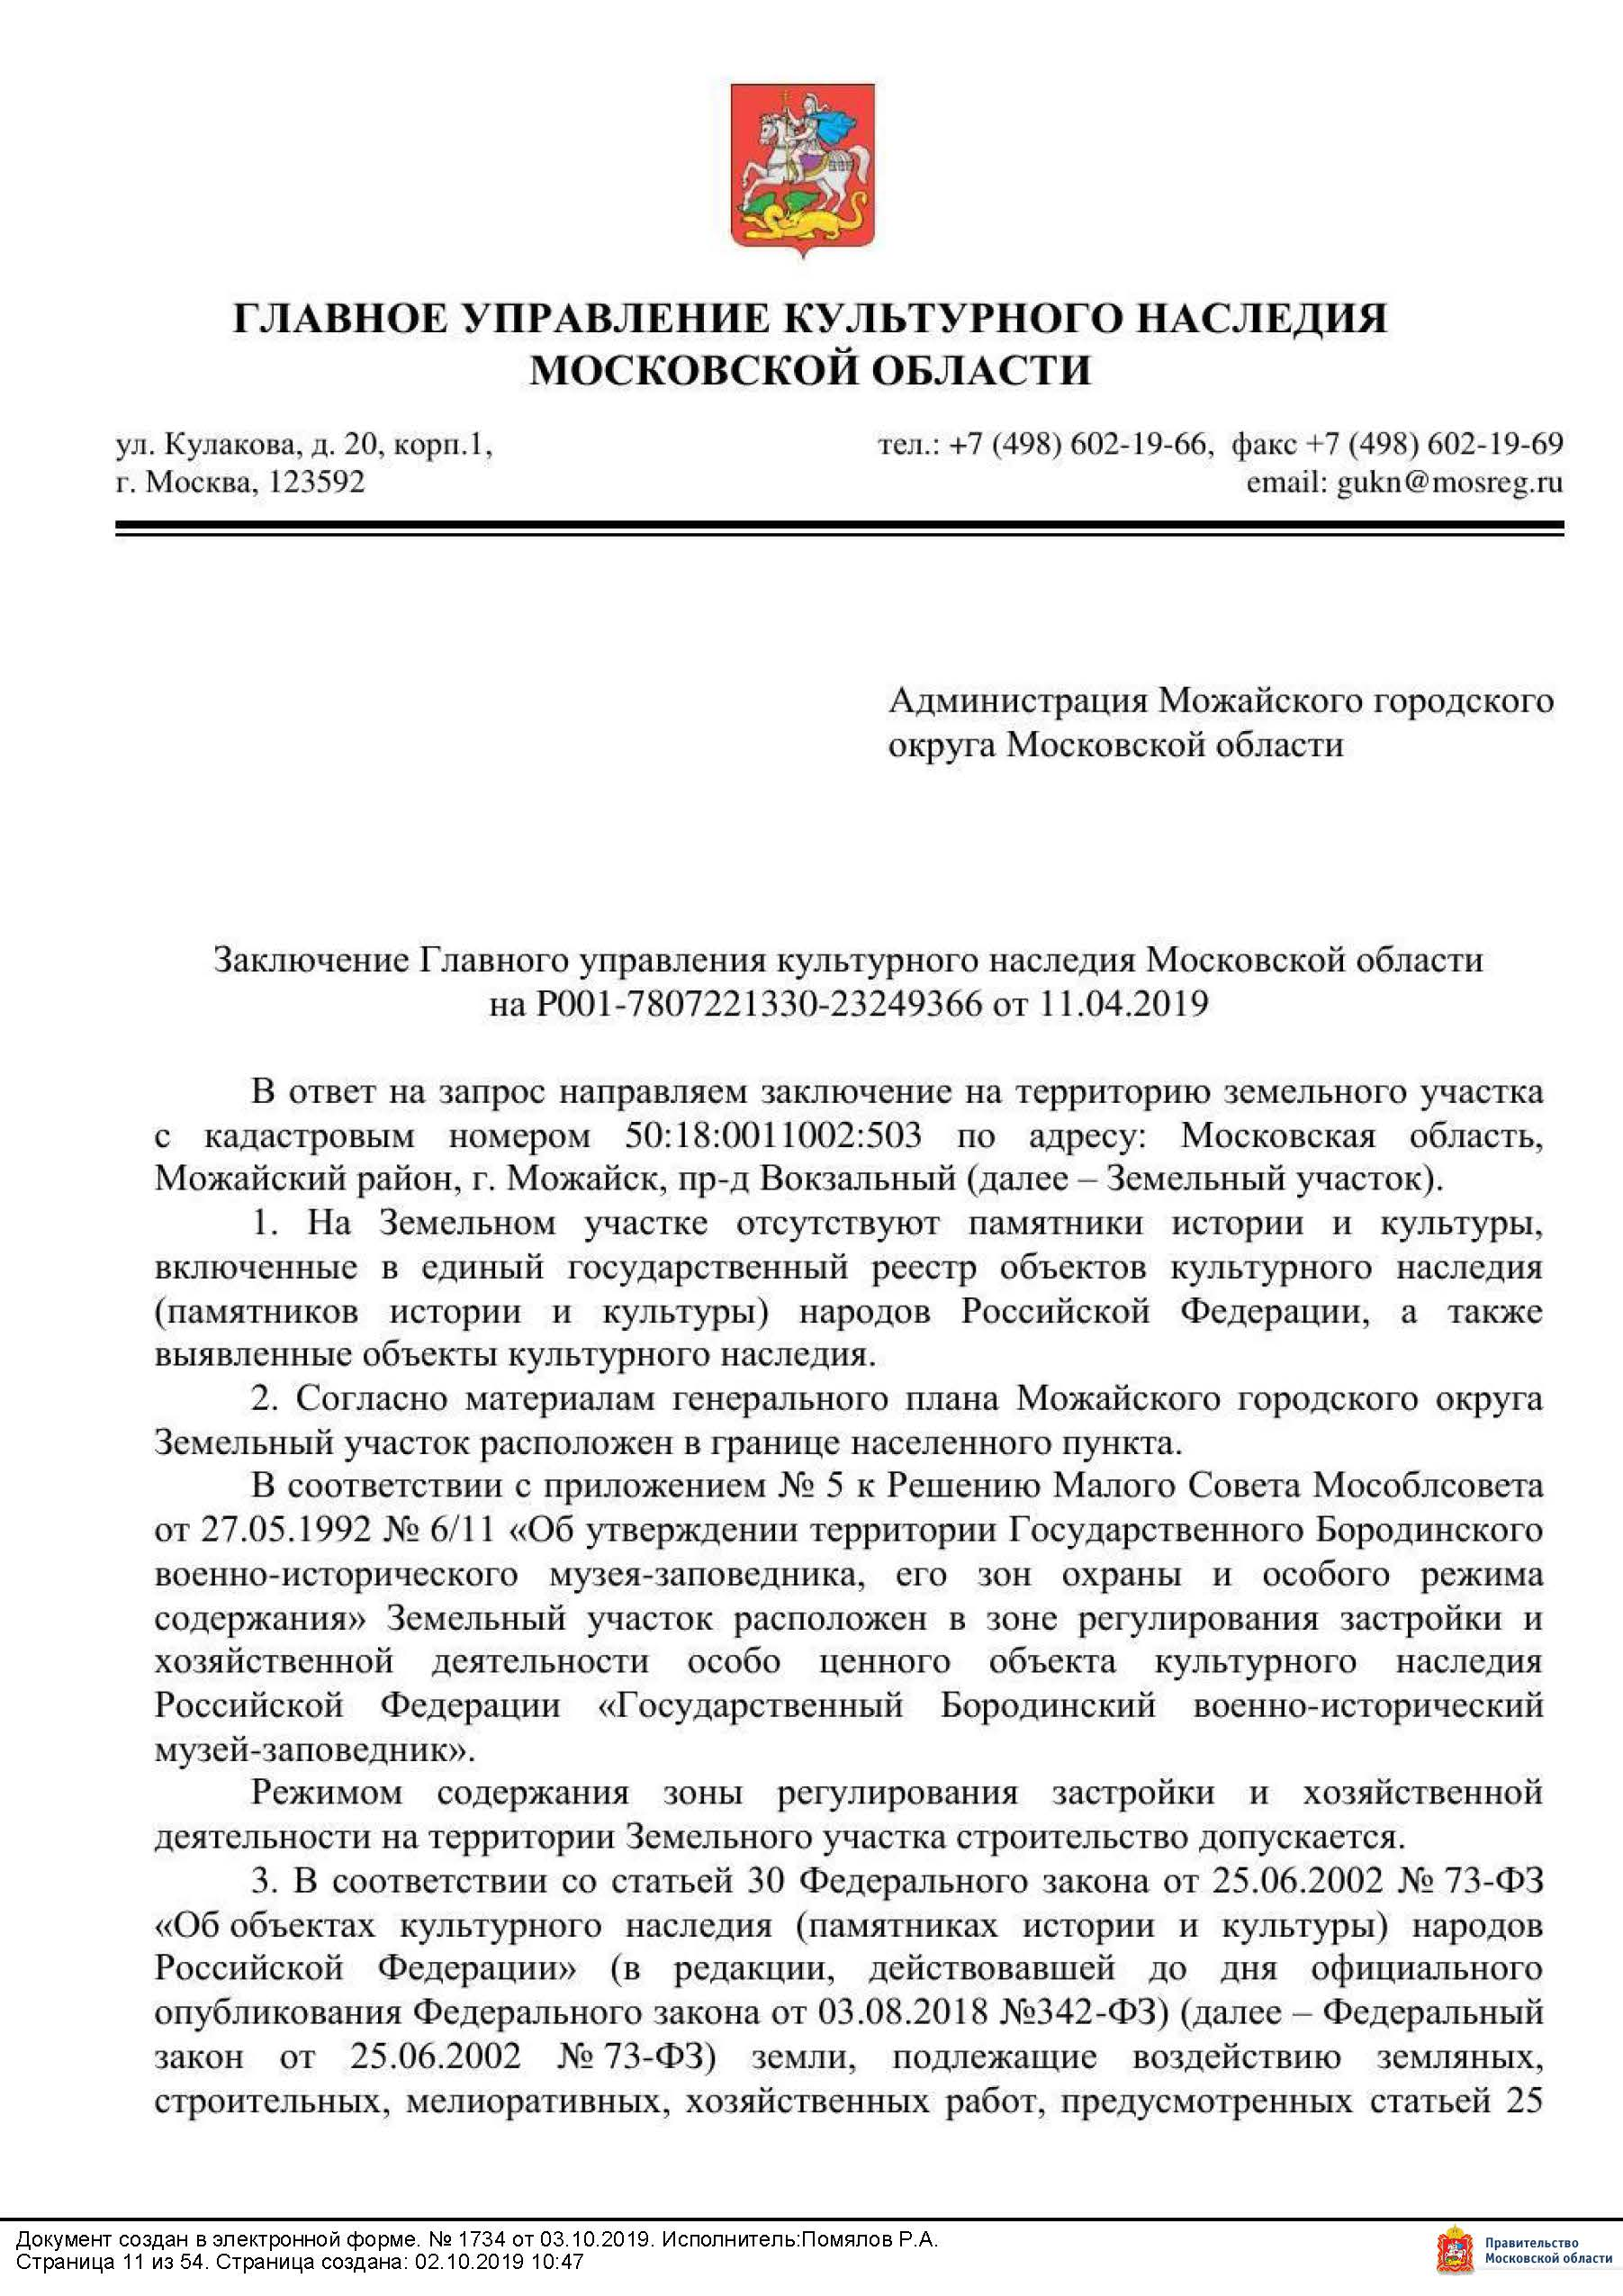 ГЛАВНОЕ УПРАВЛЕНИЕ КУЛЬТУРНОГО НАСЛЕДИЯ
МОСКОВСКОЙ ОБЛАСТИ
ул. Кулакова, д. 20, корп.1,
г. Москва, 123592
тел.: +7 (498) 602-19-66, факс +7 (498) 602-19-69
email: gukn@mosreg.ru
Администрация Можайского городского
округа Московской области
Заключение Главного управления культурного наследия Московской области
на P001-7807221330-23249366 от 11.04.2019
В ответ на запрос направляем заключение на территорию земельного участка
с кадастровым номером 50:18:0011002:503 по адресу: Московская область,
Можайский район, г. Можайск, пр-д Вокзальный (далее – Земельный участок).
1. На Земельном участке отсутствуют памятники истории и культуры,
включенные в единый государственный реестр объектов культурного наследия
(памятников истории и культуры) народов Российской Федерации, а также
выявленные объекты культурного наследия.
2. Согласно материалам генерального плана Можайского городского округа
Земельный участок расположен в границе населенного пункта.
В соответствии с приложением № 5 к Решению Малого Совета Мособлсовета
от 27.05.1992 № 6/11 «Об утверждении территории Государственного Бородинского
военно-исторического музея-заповедника, его зон охраны и особого режима
содержания» Земельный участок расположен в зоне регулирования застройки и
хозяйственной деятельности особо ценного объекта культурного наследия
Российской Федерации «Государственный Бородинский военно-исторический
музей-заповедник».
Режимом содержания зоны регулирования застройки и хозяйственной
деятельности на территории Земельного участка строительство допускается.
3. В соответствии со статьей 30 Федерального закона от 25.06.2002 № 73-ФЗ
«Об объектах культурного наследия (памятниках истории и культуры) народов
Российской Федерации» (в редакции, действовавшей до дня официального
опубликования Федерального закона от 03.08.2018 №342-ФЗ) (далее – Федеральный
закон от 25.06.2002 № 73-ФЗ) земли, подлежащие воздействию земляных,
строительных, мелиоративных, хозяйственных работ, предусмотренных статьей 25
Документ создан в электронной форме. № 1734 от 03.10.2019. Исполнитель:Помялов Р.А.
Страница 11 из 54. Страница создана: 02.10.2019 10:47
Правительство
Московской области